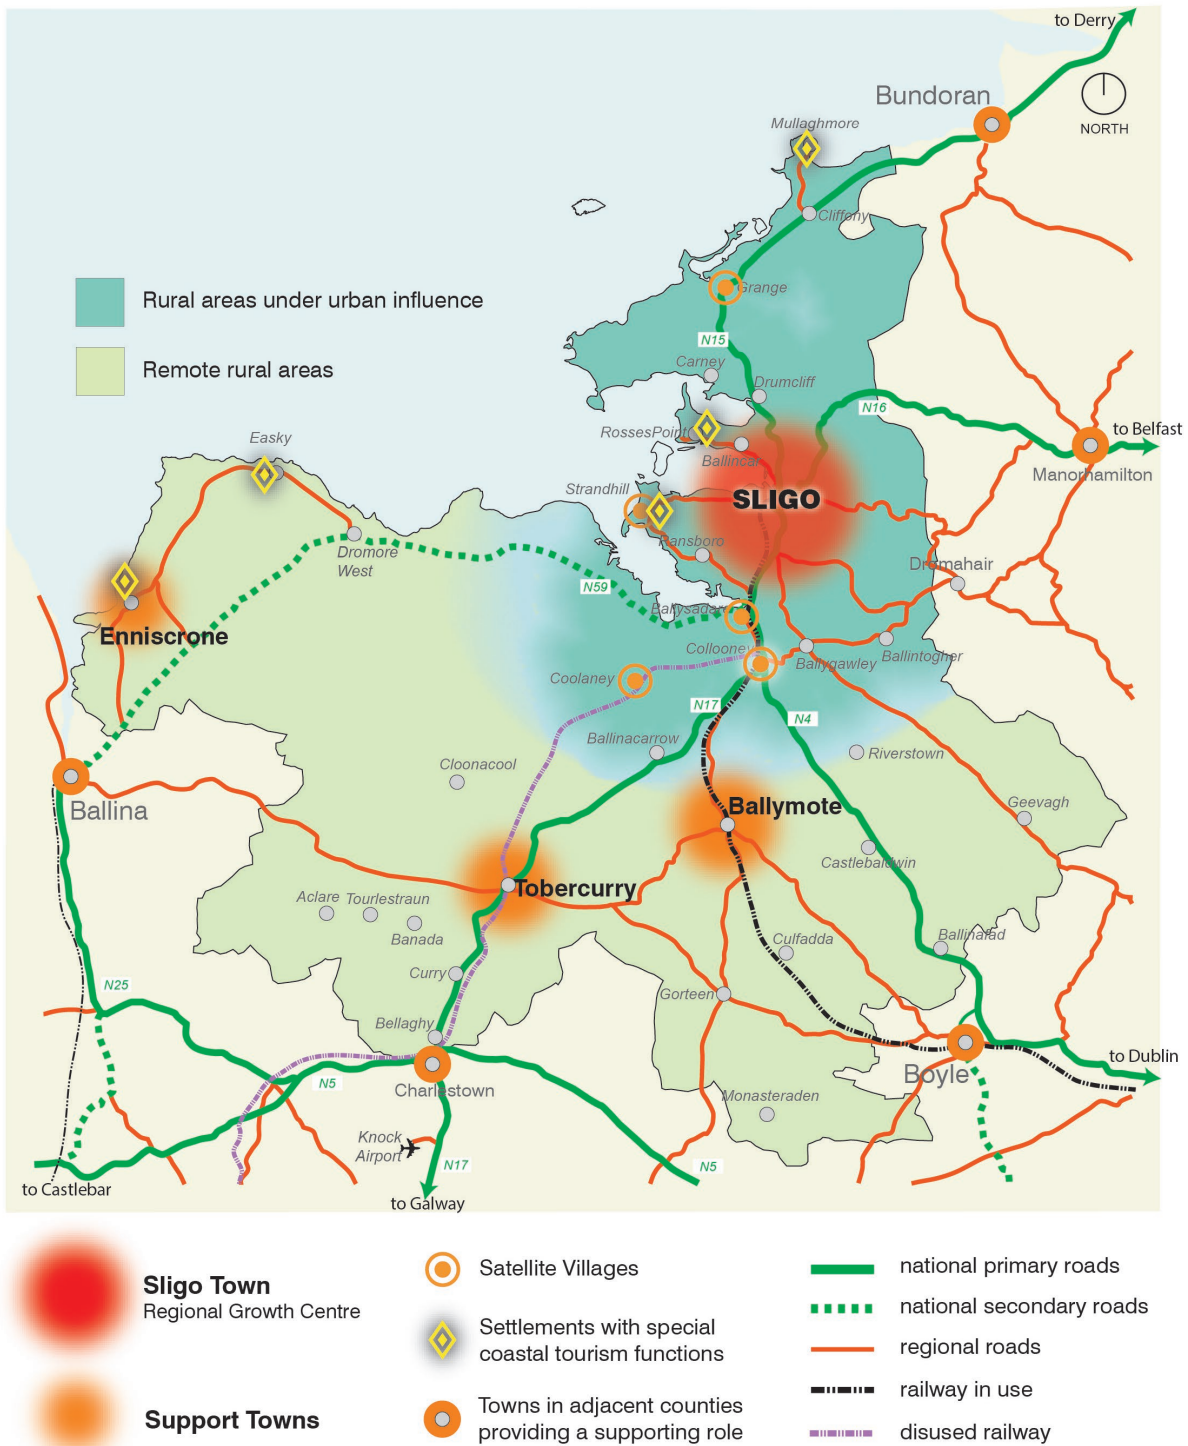 to Derry
Bundoran
NORTH
Mullaghmore
Cliffony
Grange
Rural areas under urban influence
Remote rural areas
N15
Carney
Drumcliff
N16
to Belfast
RossesPoint
Ballincar
Manorhamilton
Easky
Strandhill
SLIGO
Ransboro
Dromore
West
Dromahair
N59
Ballysadare
Enniscrone
Collooney
Ballygawley
Ballintogher
Coolaney
N17
N4
Ballinacarrow
Riverstown
Cloonacool
Ballina
Ballymote
Geevagh
Castlebaldwin
Tobercurry
Aclare
Tourlestraun
Banada
Culfadda
Ballinafad
Curry
N25
Gorteen
Bellaghy
to Dublin
Boyle
N5
Charlestown
Monasteraden
Knock
Airport
N17
N5
to Castlebar
to Galway
Sligo Town
Regional Growth Centre
Support Towns
Satellite Villages
Settlements with special
coastal tourism functions
Towns in adjacent counties
providing a supporting role
national primary roads
national secondary roads
regional roads
railway in use
disused railway